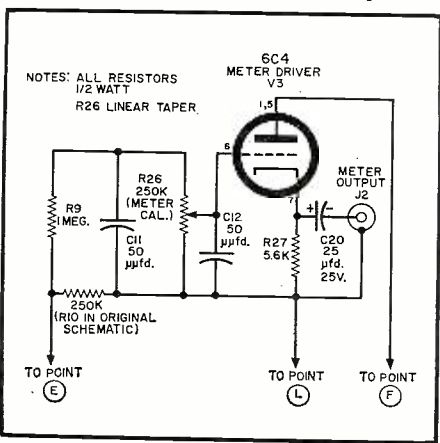 6C4
METER DRIVER
V3
NOTES: ALL RESISTORS
1/2 WATT
R26 LINEAR TAPER
1,5
6
7
METER
OUTPUT
J2
R26
250K
(METER
CAL.)
R9
1 MEG.
C11
50
µµfd.
C12
50
µµfd.
R27
5.6K
+
-
C20
25
µfd.
25V.
250K
(R10 IN ORIGINAL
SCHEMATIC)
TO POINT
E
TO POINT
L
TO POINT
F